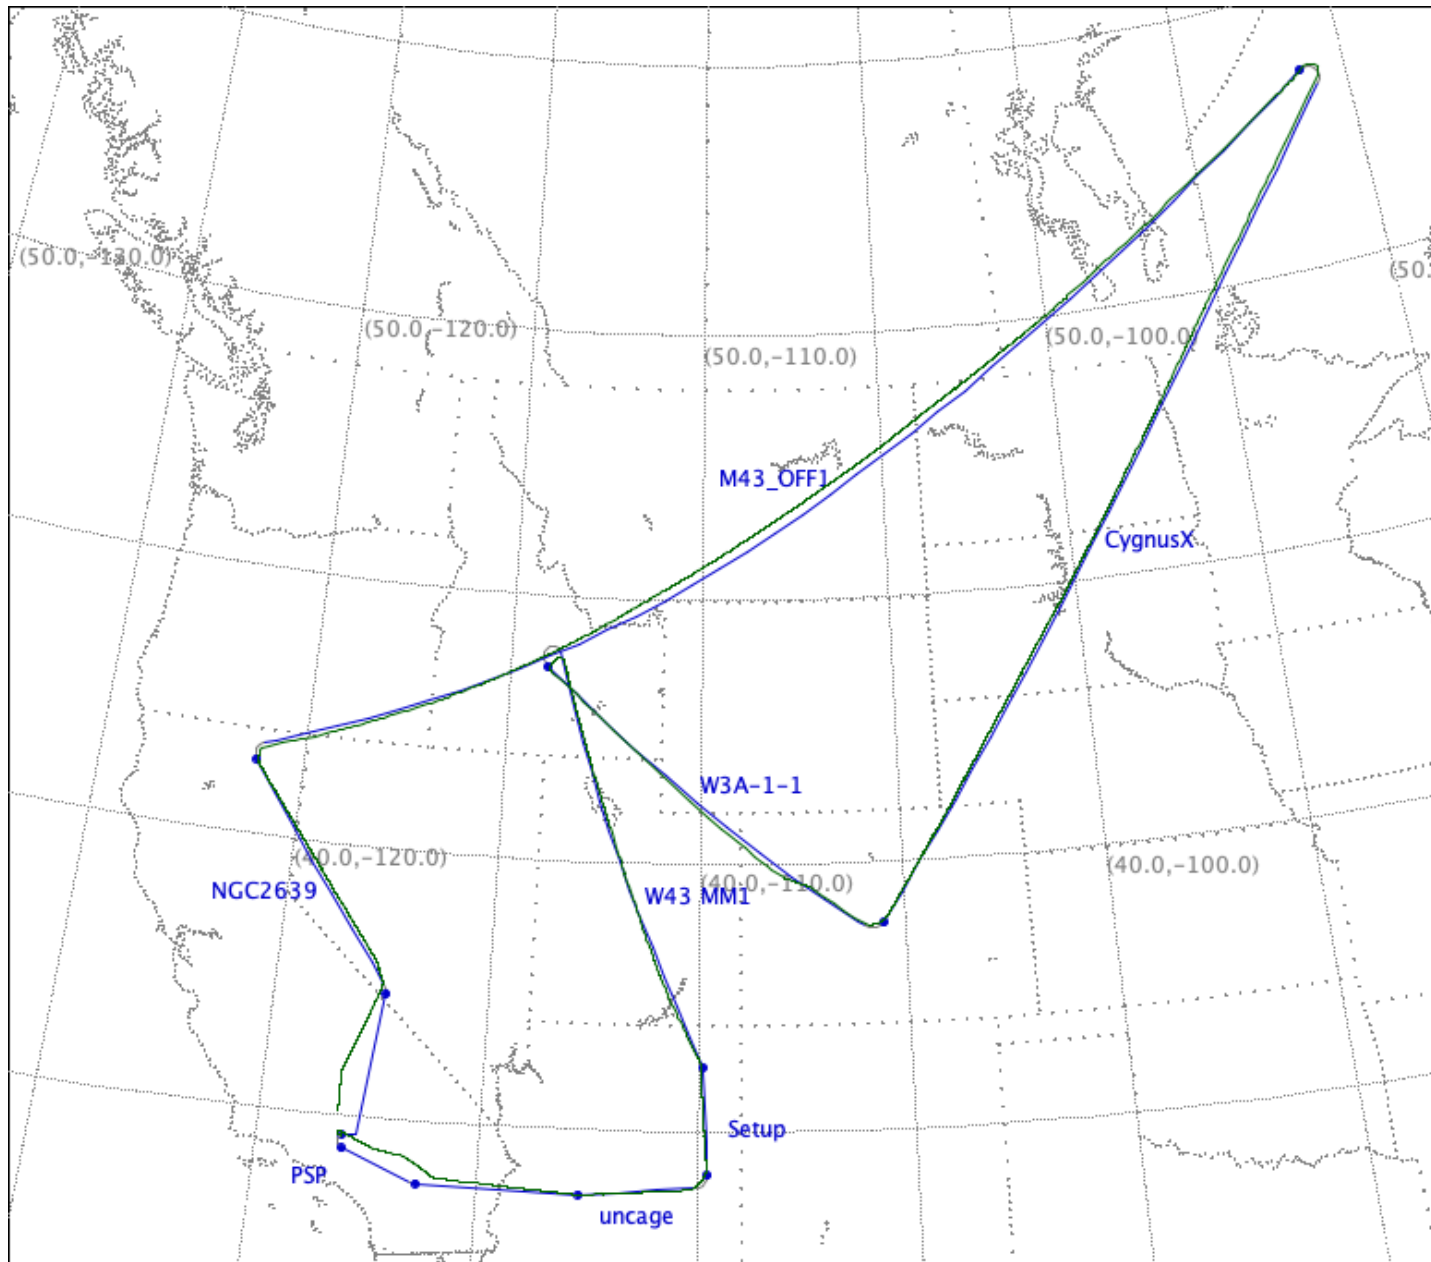 (50.0,-130.0)
(50.
(50.0,-120.0)
(50.0,-110.0)
(50.0,-100.0)
M43_OFF1
CygnusX
W3A-1-1
(40.0,-120.0)
(40.0,-110.0)
(40.0,-100.0)
NGC2639
W43 MM1
Setup
PSP
uncage